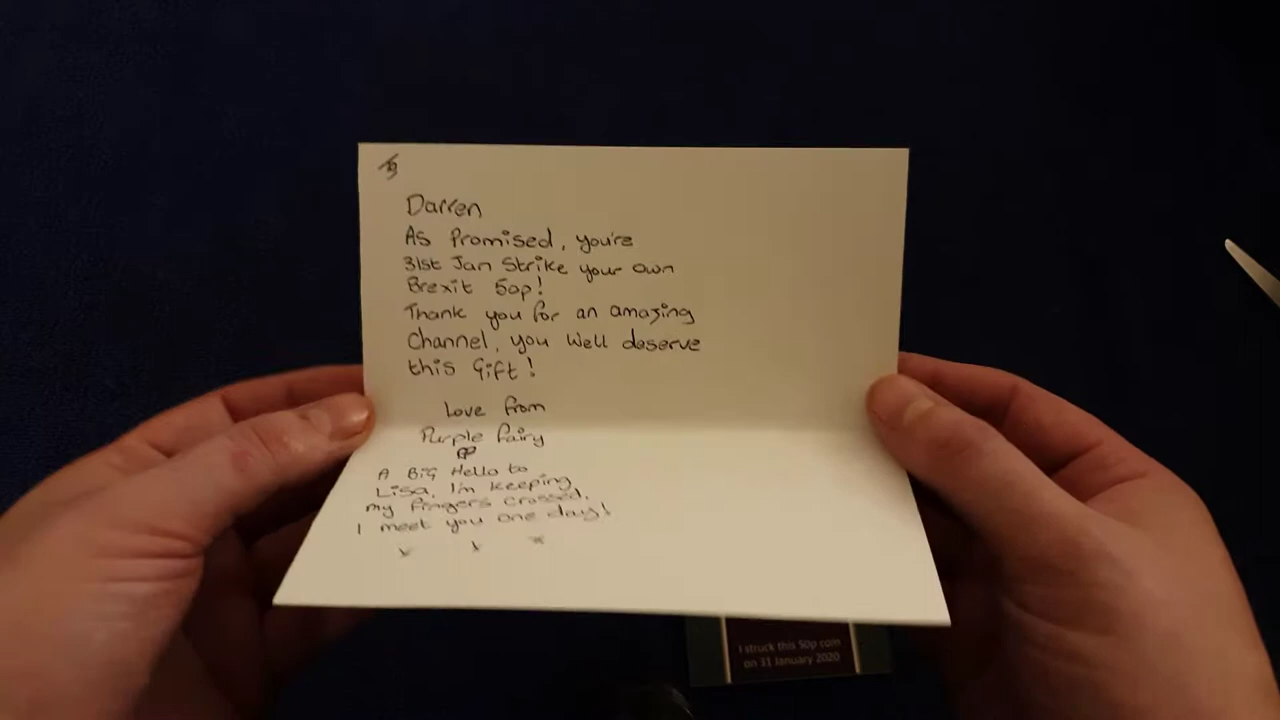 Darren
As Promised, you're
31st Jan Strike your own
Brexit 50p!
Thank you for an amazing
Channel, you well deserve
this Gift!
Love from
Purple fairy
A BIG Hello to
Lisa, I'm keeping
my fingers crossed,
I meet you one day!
x x x
I struck this 50p coin
on 31 January 2020